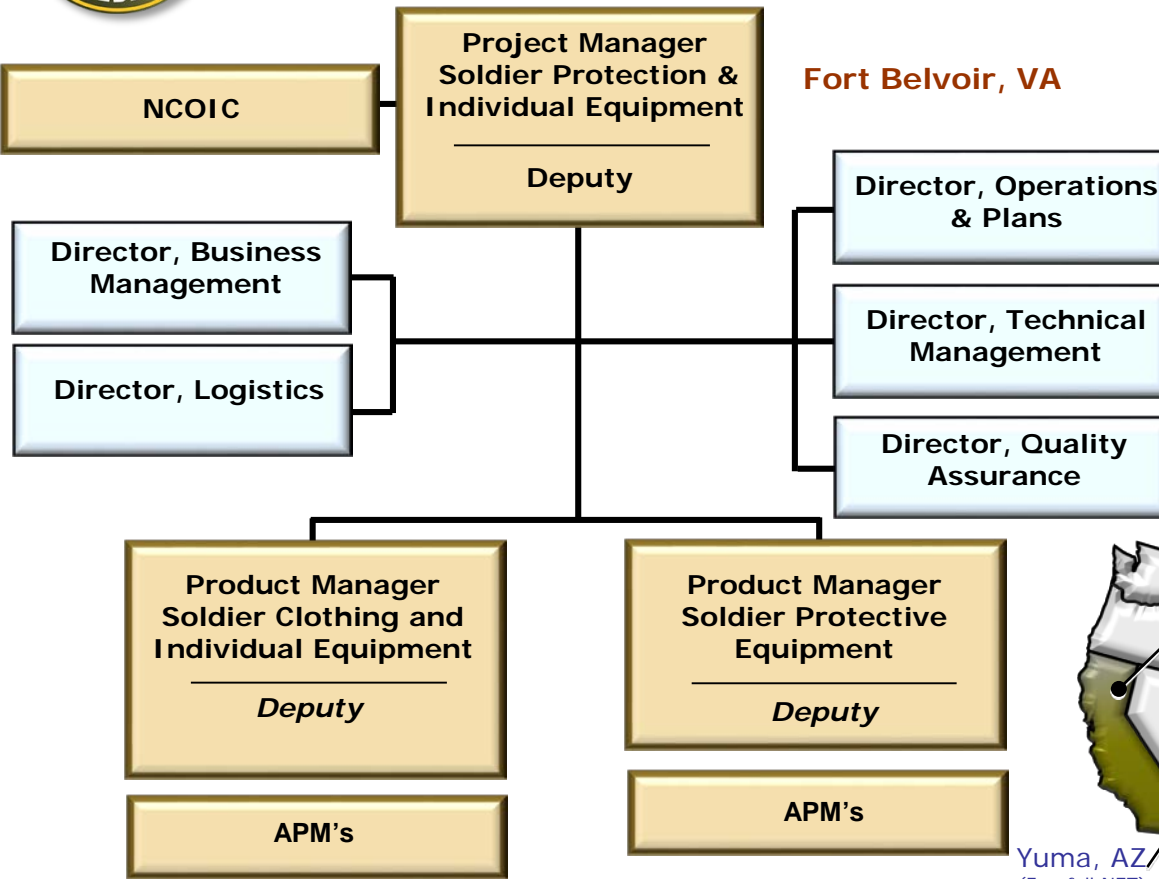 Project Manager
Soldier Protection &
Individual Equipment
Deputy
Fort Belvoir, VA
NCOIC
Director, Operations
& Plans
Director, Business
Management
Director, Technical
Management
Director, Logistics
Director, Quality
Assurance
Product Manager
Soldier Clothing and
Individual Equipment
Deputy
Product Manager
Soldier Protective
Equipment
Deputy
APM's
APM's
Yuma, AZ